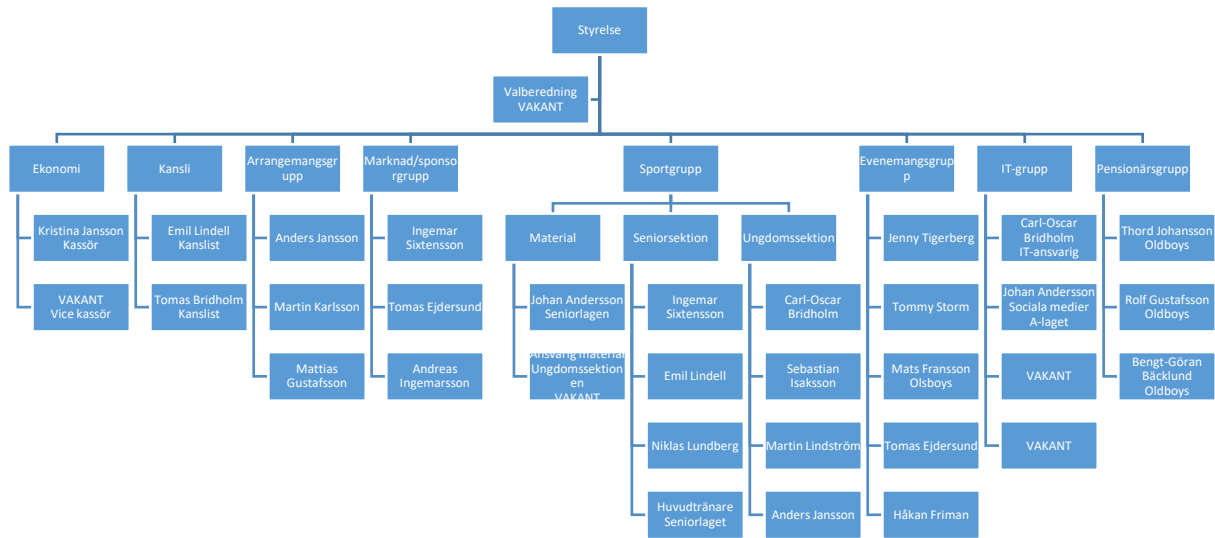 Styrelse
Valberedning
VAKANT
Ekonomi
Kansli
Arrangemangsgr
upp
Marknad/sponso
rgrupp
Sportgrupp
Evenemangsgrup
p
IT-grupp
Pensionärsgrupp
Kristina Jansson
Kassör
VAKANT
Vice kassör
Emil Lindell
Kanslist
Tomas Bridholm
Kanslist
Anders Jansson
Martin Karlsson
Mattias
Gustafsson
Ingemar
Sixtensson
Tomas Ejdersund
Andreas
Ingemarsson
Material
Seniorsektion
Ungdomssektion
Johan Andersson
Seniorlagen
Ansvarig material
Ungdomssektion
en
VAKANT
Ingemar
Sixtensson
Emil Lindell
Niklas Lundberg
Huvudtränare
Seniorlaget
Carl-Oscar
Bridholm
Sebastian
Isaksson
Martin Lindström
Anders Jansson
Jenny Tigerberg
Tommy Storm
Mats Fransson
Olsboys
Tomas Ejdersund
Håkan Friman
Carl-Oscar
Bridholm
IT-ansvarig
Johan Andersson
Sociala medier
A-laget
VAKANT
VAKANT
Thord Johansson
Oldboys
Rolf Gustafsson
Oldboys
Bengt-Göran
Bäcklund
Oldboys